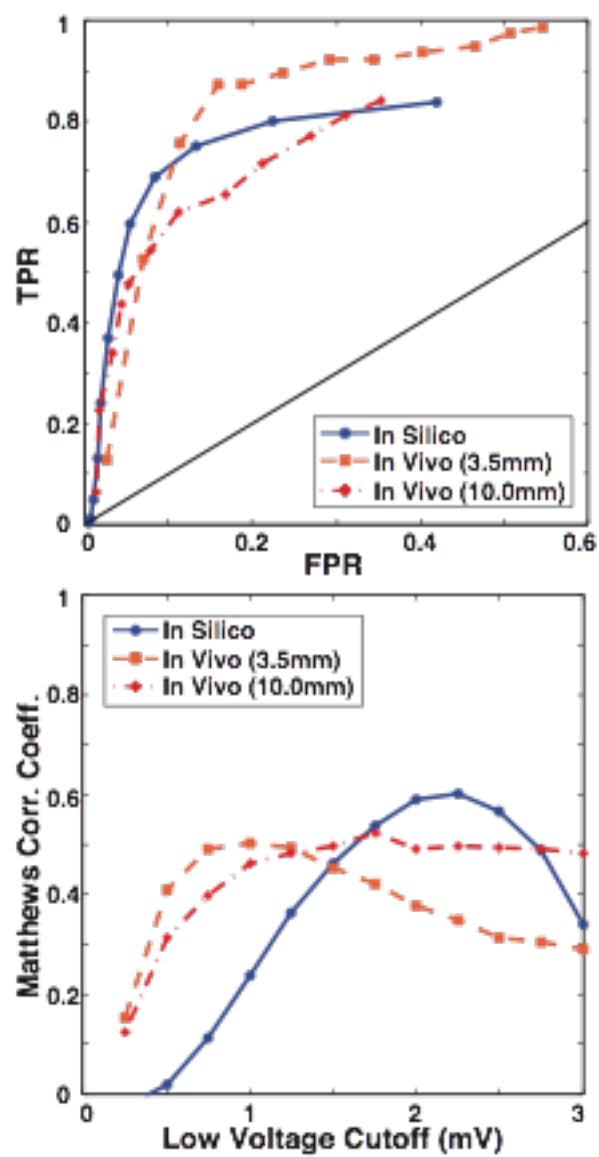 1
0.8
0.6
0.4
0.2
0
TPR
In Silico
In Vivo (3.5mm)
In Vivo (10.0mm)
0 0.2 0.4 0.6
FPR
1
0.8
0.6
0.4
0.2
0
Matthews Corr. Coeff.
In Silico
In Vivo (3.5mm)
In Vivo (10.0mm)
0 1 2 3
Low Voltage Cutoff (mV)